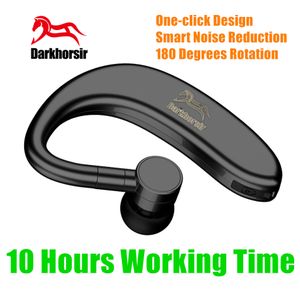 One-click Design
Smart Noise Reduction
180 Degrees Rotation
Darkhorsir
10 Hours Working Time